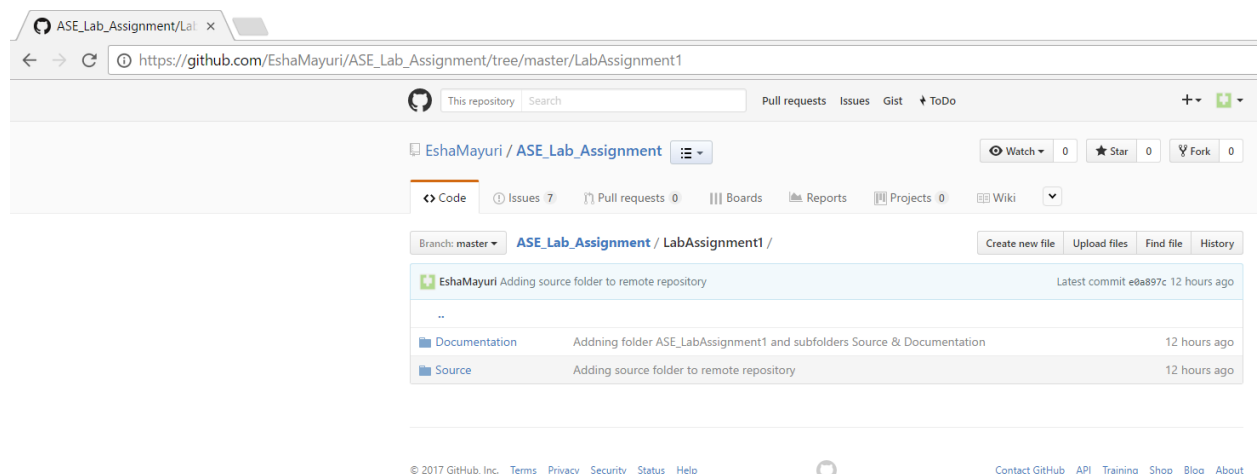 ASE_Lab_Assignment/Lab
https://github.com/EshaMayuri/ASE_Lab_Assignment/tree/master/LabAssignment1
This repository Search Pull requests Issues Gist ToDo
EshaMayuri / ASE_Lab_Assignment Watch 0 Star 0 Fork 0
Code Issues 7 Pull requests 0 Boards Reports Projects 0 Wiki
Branch: master ASE_Lab_Assignment / LabAssignment1 / Create new file Upload files Find file History
EshaMayuri Adding source folder to remote repository Latest commit e0a897c 12 hours ago
..
Documentation Addning folder ASE_LabAssignment1 and subfolders Source & Documentation 12 hours ago
Source Adding source folder to remote repository 12 hours ago
© 2017 GitHub, Inc. Terms Privacy Security Status Help Contact GitHub API Training Shop Blog About